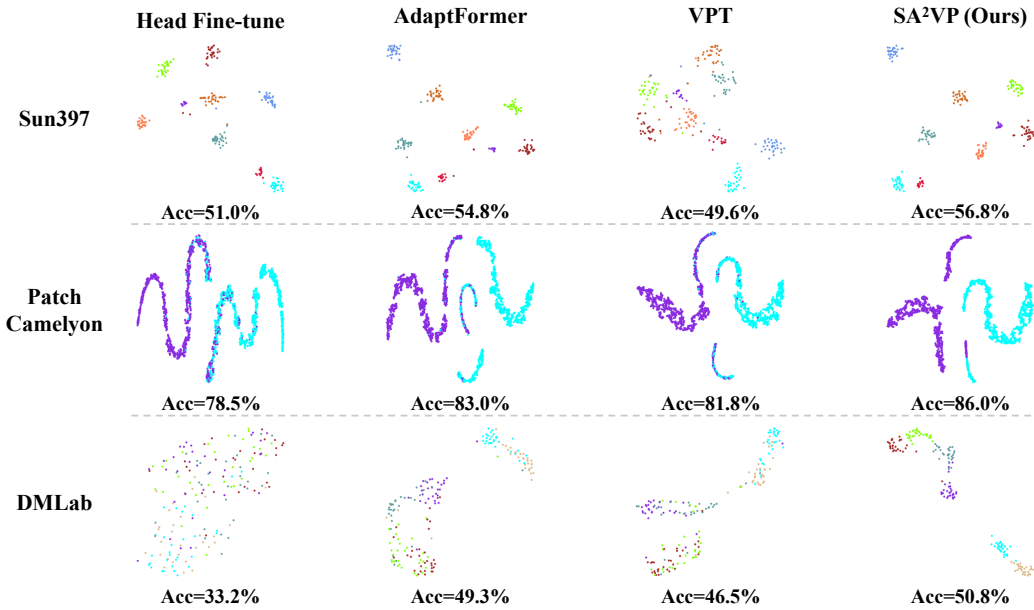 Head Fine-tune AdaptFormer VPT SA²VP (Ours)
Sun397
Acc=51.0% Acc=54.8% Acc=49.6% Acc=56.8%
Patch
Camelyon
Acc=78.5% Acc=83.0% Acc=81.8% Acc=86.0%
DMLab
Acc=33.2% Acc=49.3% Acc=46.5% Acc=50.8%